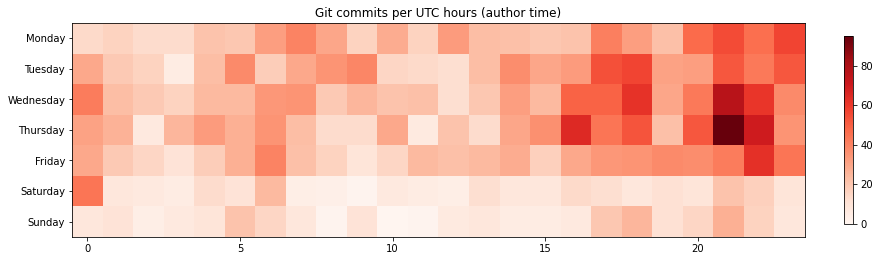 Git commits per UTC hours (author time)
Monday
Tuesday
Wednesday
Thursday
Friday
Saturday
Sunday
0 5 10 15 20
80
60
40
20
0